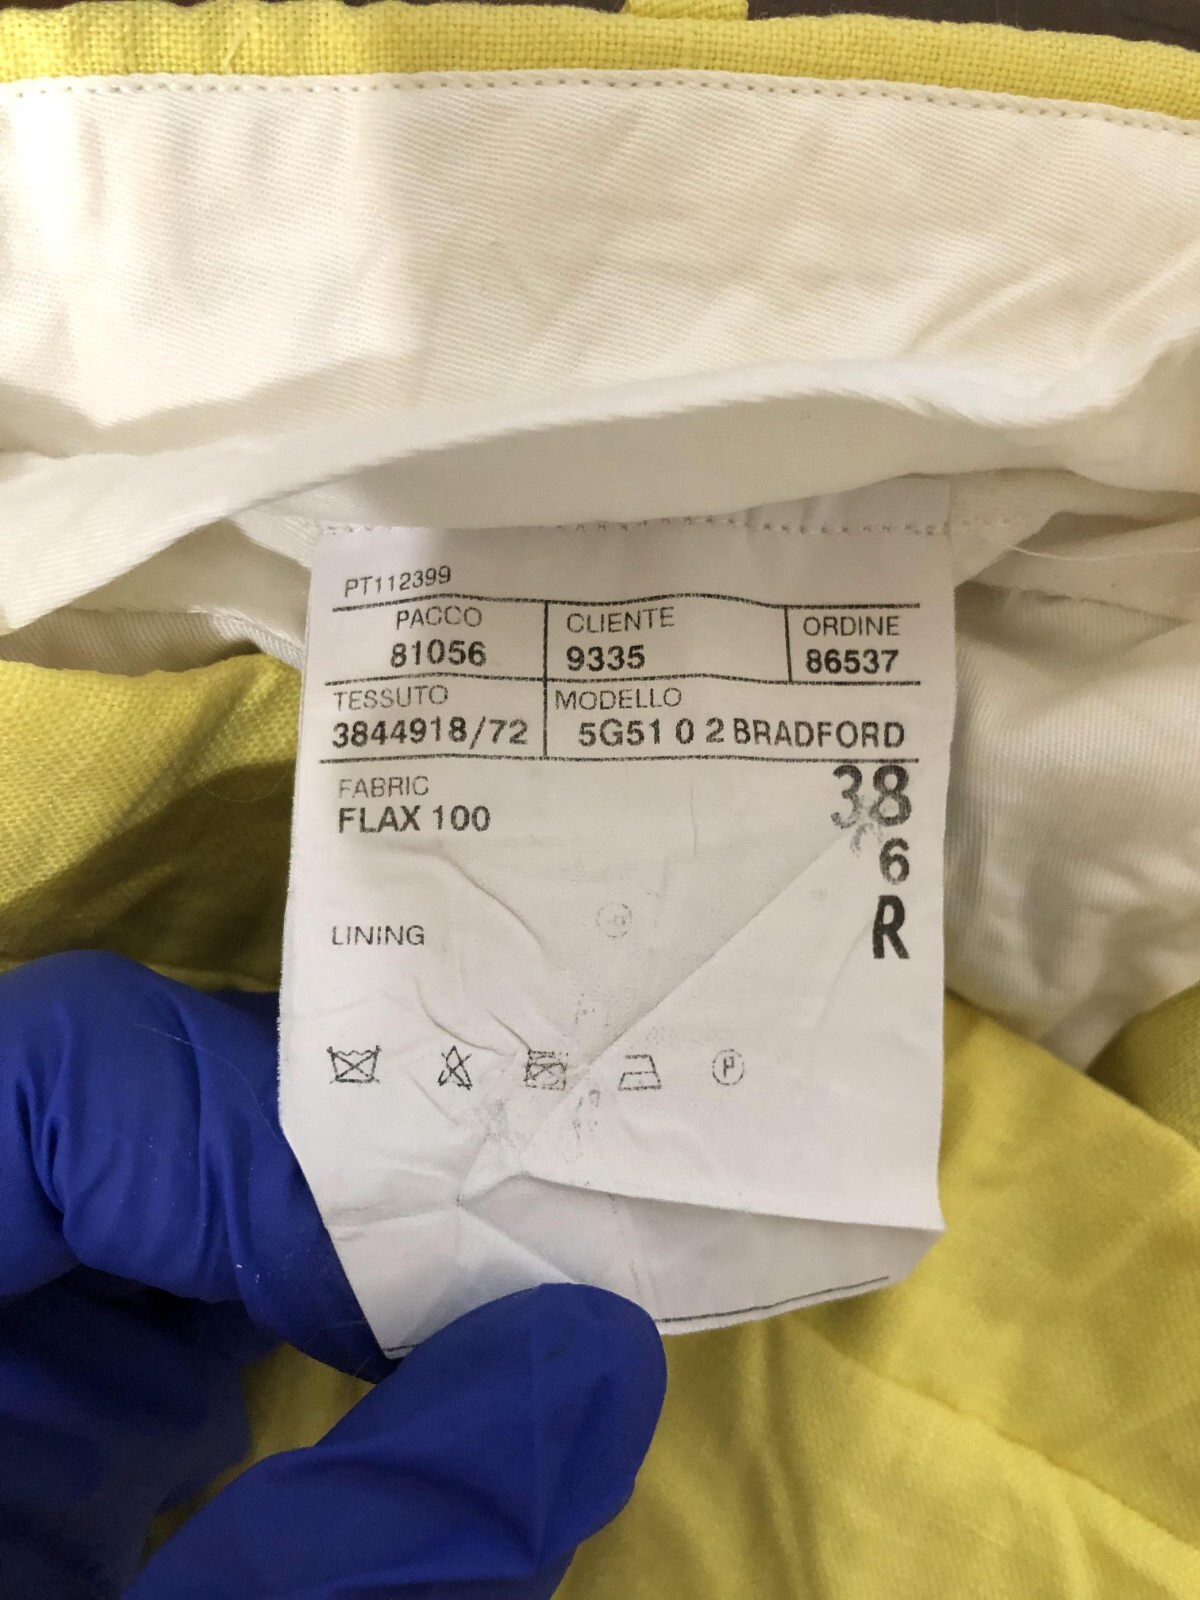 PT112399
PACCO CLIENTE ORDINE
81056 9335 86537
TESSUTO MODELLO
3844918/72 5G51 0 2 BRADFORD
FABRIC 38
FLAX 100
6
R
LINING
P